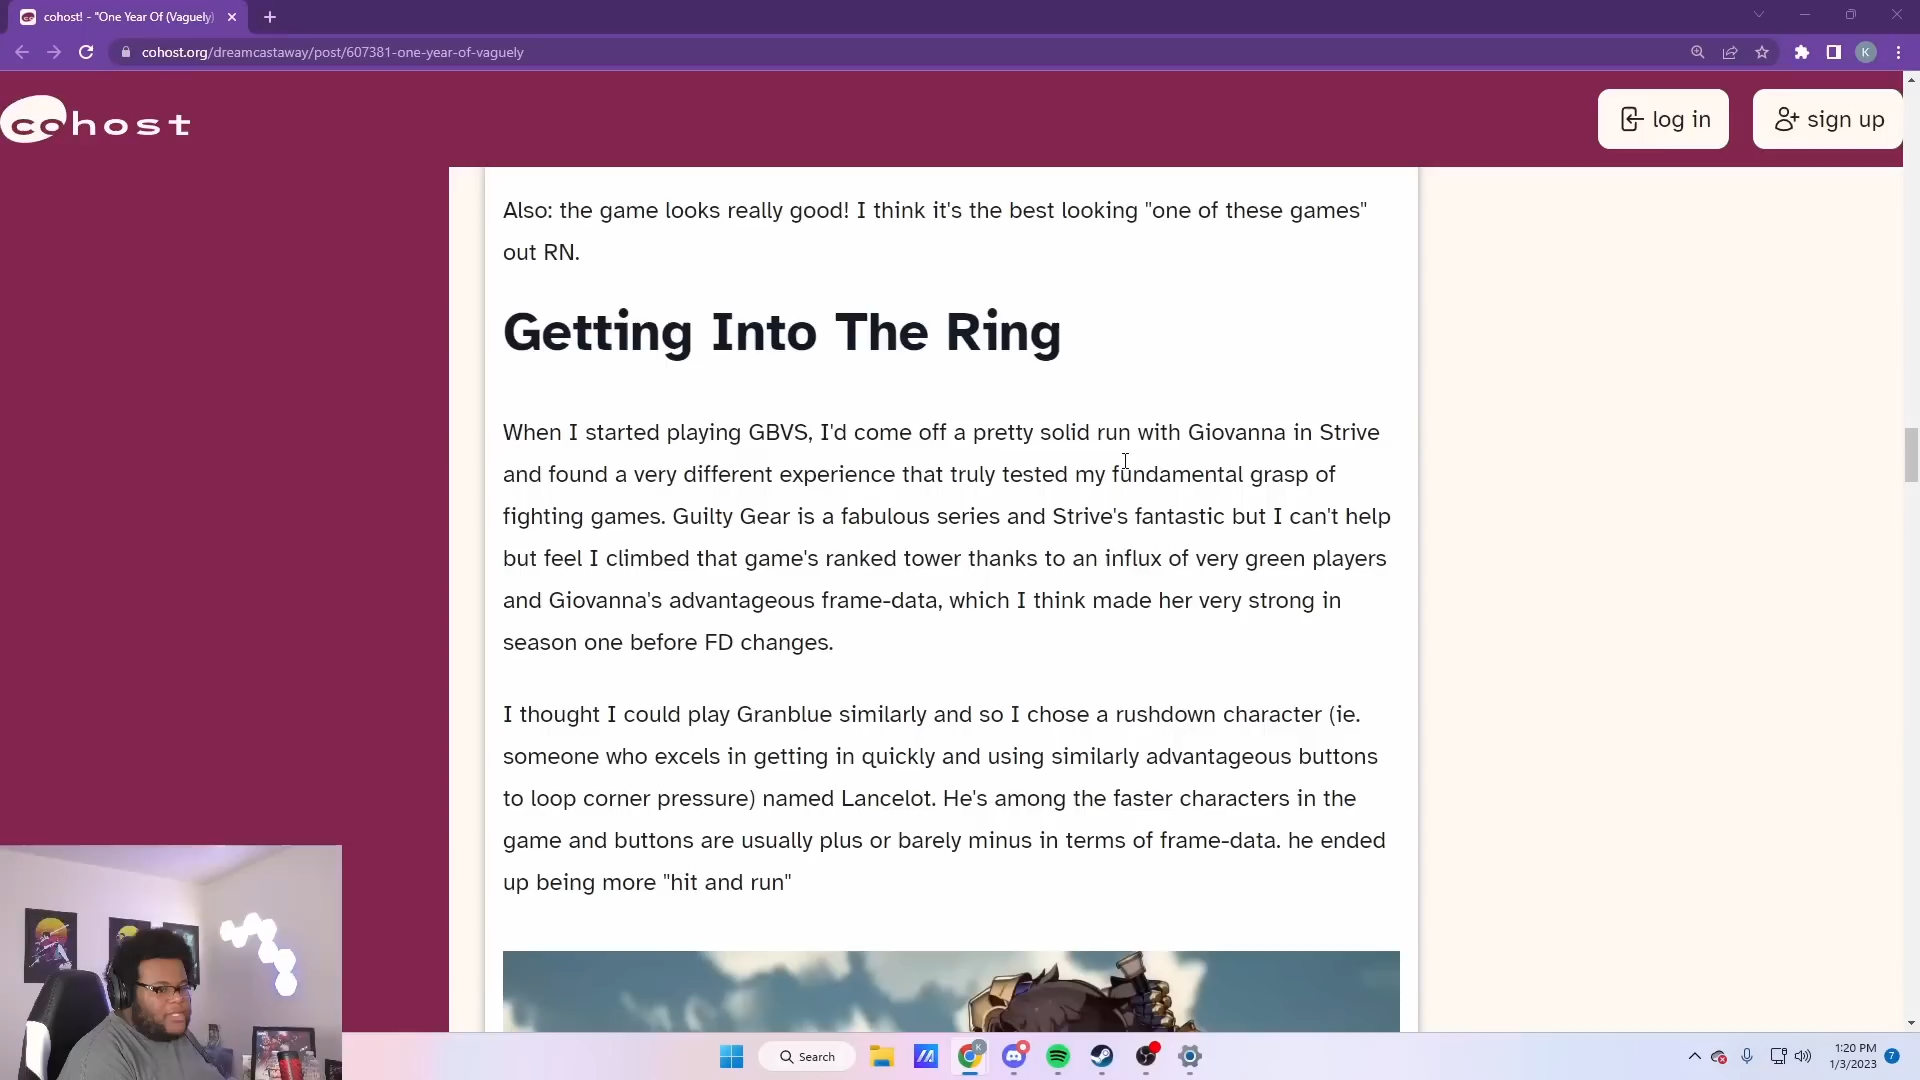 cohost! - "One Year Of (Vaguely)
cohost.org/dreamcastaway/post/607381-one-year-of-vaguely
K
cohost
log in
sign up
Also: the game looks really good! I think it's the best looking "one of these games"
out RN.
Getting Into The Ring
When I started playing GBVS, I'd come off a pretty solid run with Giovanna in Strive
and found a very different experience that truly tested my fundamental grasp of
fighting games. Guilty Gear is a fabulous series and Strive's fantastic but I can't help
but feel I climbed that game's ranked tower thanks to an influx of very green players
and Giovanna's advantageous frame-data, which I think made her very strong in
season one before FD changes.
I thought I could play Granblue similarly and so I chose a rushdown character (ie.
someone who excels in getting in quickly and using similarly advantageous buttons
to loop corner pressure) named Lancelot. He's among the faster characters in the
game and buttons are usually plus or barely minus in terms of frame-data. he ended
up being more "hit and run"
Search
1:20 PM
1/3/2023
7